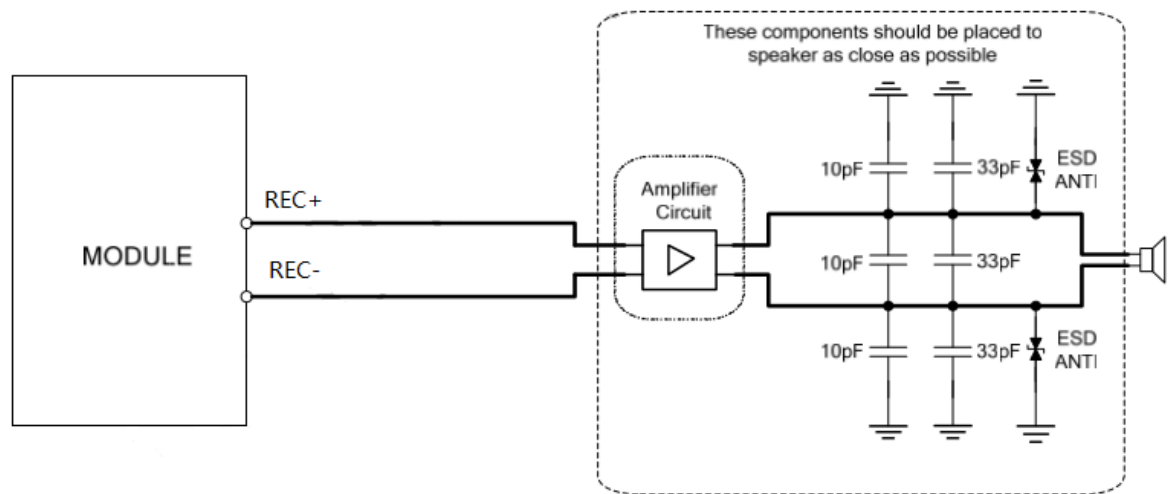 These components should be placed to
speaker as close as possible
10pF
33pF
ESD
ANTI
Amplifier
Circuit
REC+
MODULE
REC-
10pF
33pF
10pF
33pF
ESD
ANTI